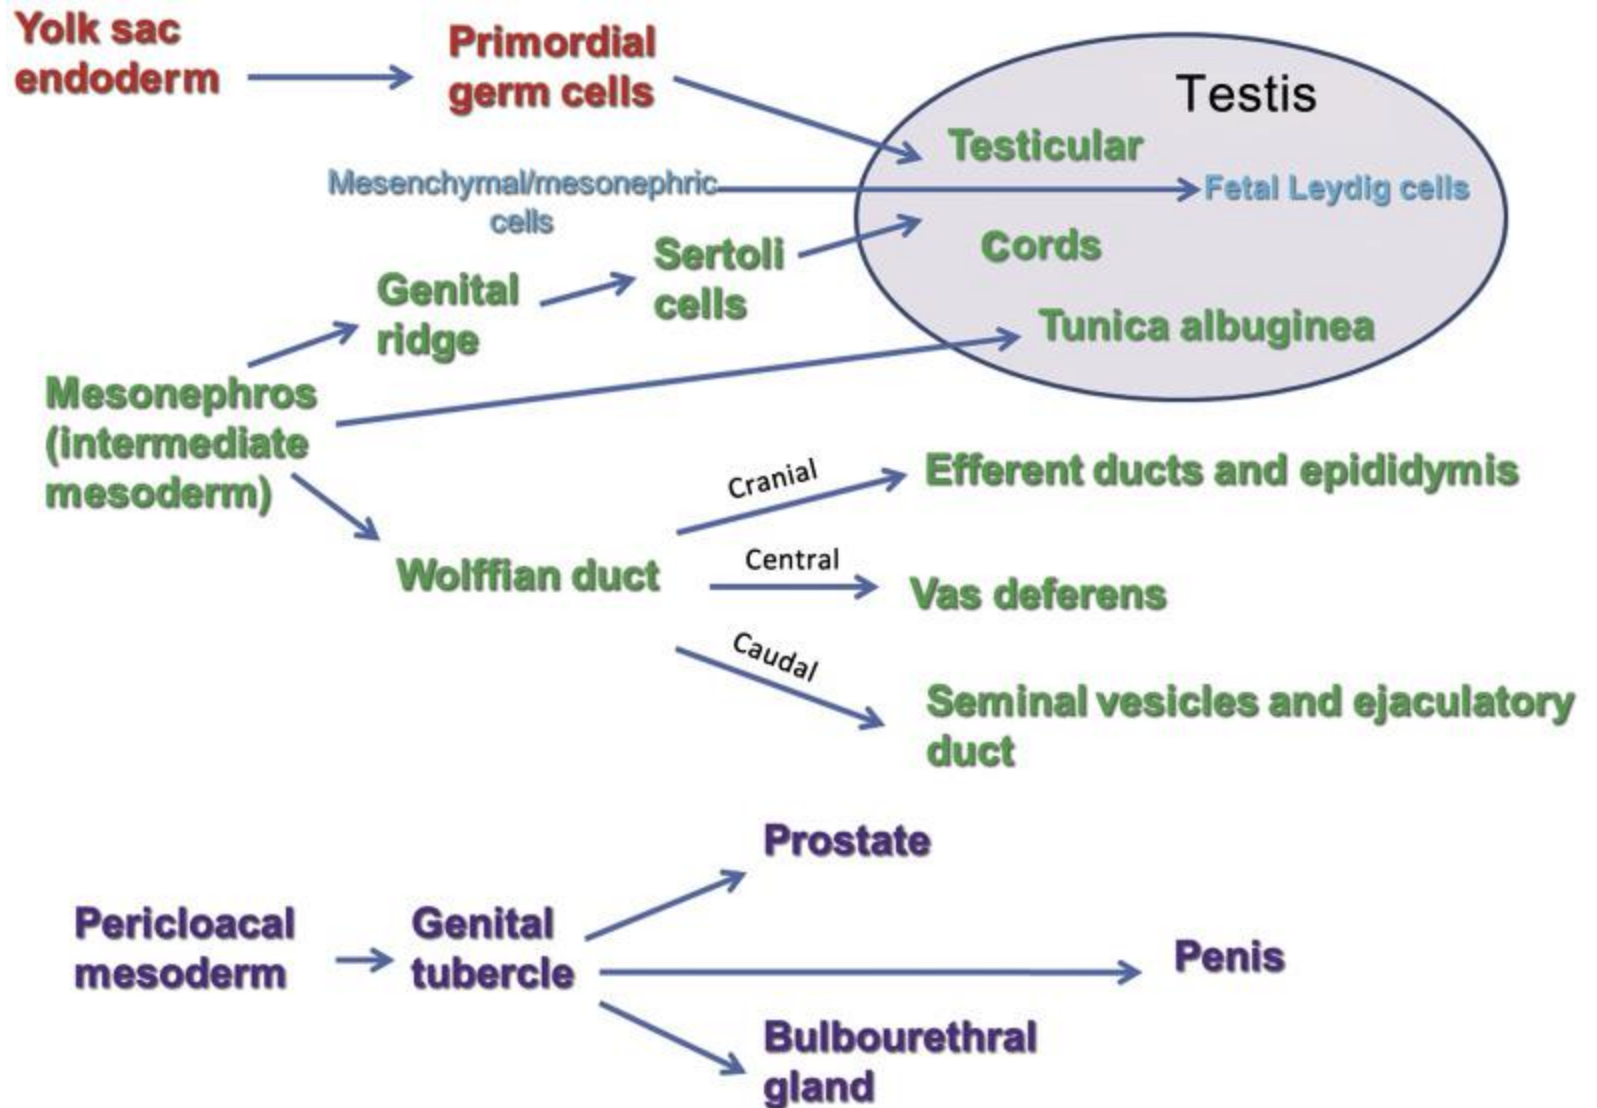 Yolk sac
endoderm
Primordial
germ cells
Testis
Testicular
Mesenchymal/mesonephric
cells
Fetal Leydig cells
Sertoli
cells
Cords
Genital
ridge
Tunica albuginea
Mesonephros
(intermediate
mesoderm)
Cranial
Efferent ducts and epididymis
Wolffian duct
Central
Vas deferens
Caudal
Seminal vesicles and ejaculatory
duct
Prostate
Pericloacal
mesoderm
Genital
tubercle
Penis
Bulbourethral
gland